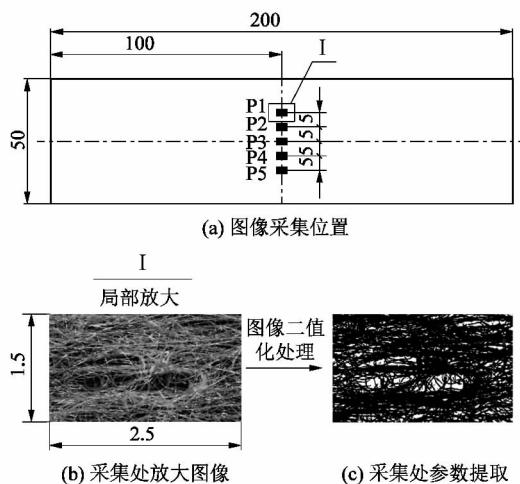 200
100
I
50
P1
P2
P3
P4
P5
5
5
5
5
(a) 图像采集位置
I
局部放大
图像二值
化处理
1.5
2.5
(b) 采集处放大图像
(c) 采集处参数提取